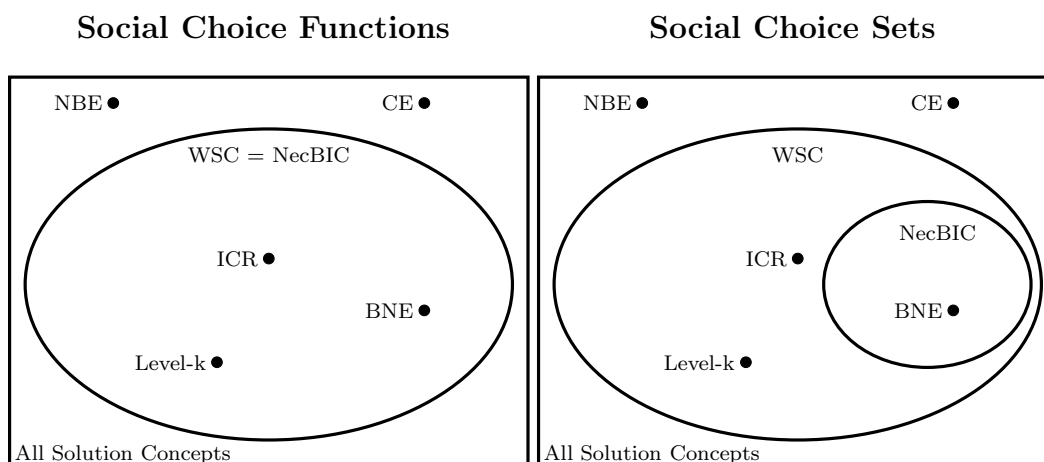 Social Choice Functions
NBE
CE
WSC = NecBIC
ICR
BNE
Level-k
All Solution Concepts
Social Choice Sets
NBE
CE
WSC
NecBIC
ICR
BNE
Level-k
All Solution Concepts